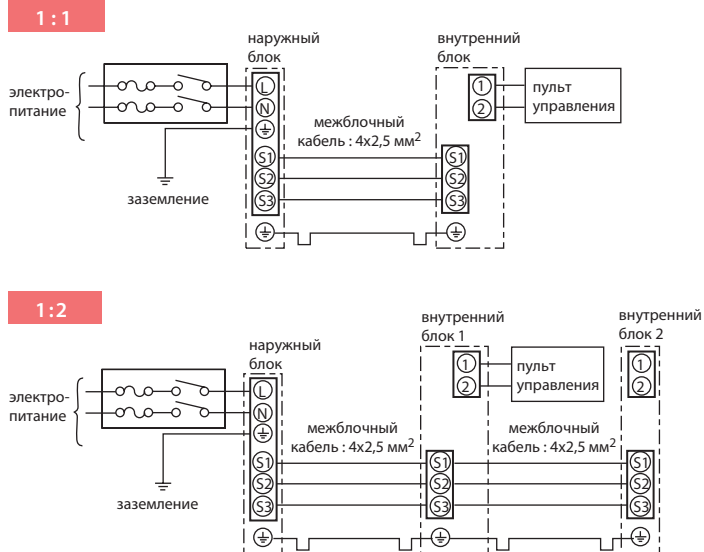 1:1
наружный
блок
внутренний
блок
электро-
питание
L
N
1
2
пульт
управления
межблочный
кабель : 4x2,5 мм²
S1
S2
S3
S1
S2
S3
заземление
1:2
наружный
блок
внутренний
блок 1
внутренний
блок 2
электро-
питание
L
N
1
2
пульт
управления
1
2
межблочный
кабель : 4x2,5 мм²
межблочный
кабель : 4x2,5 мм²
S1
S2
S3
S1
S2
S3
S1
S2
S3
заземление